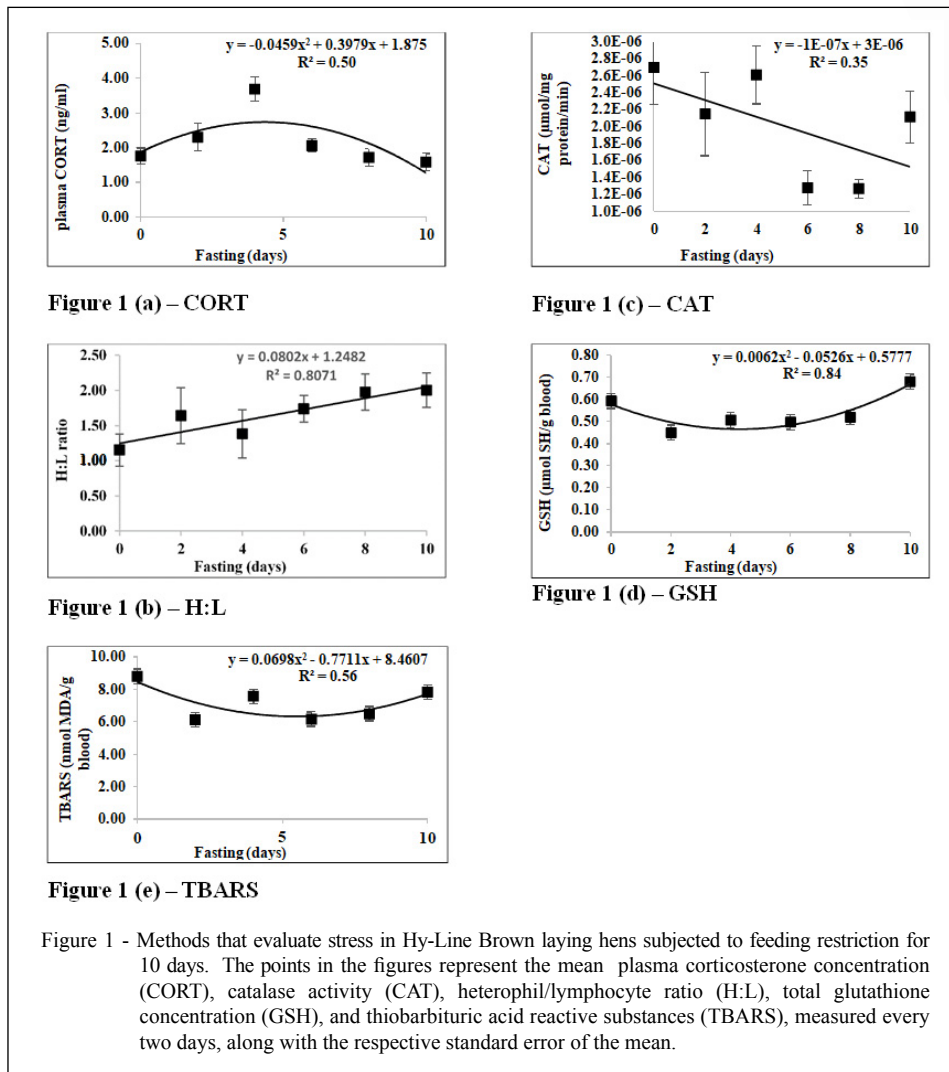 y = -0.0459x² + 0.3979x + 1.875
R² = 0.50
5.00
4.00
3.00
2.00
1.00
0.00
plasma CORT (ng/ml)
0
5
10
Fasting (days)
Figure 1 (a) – CORT
y = -1E-07x + 3E-06
R² = 0.35
3.0E-06
2.8E-06
2.6E-06
2.4E-06
2.2E-06
2.0E-06
1.8E-06
1.6E-06
1.4E-06
1.2E-06
1.0E-06
CAT (µmol/mg
protein/min)
0
2
4
6
8
10
Fasting (days)
Figure 1 (c) – CAT
y = 0.0802x + 1.2482
R² = 0.8071
2.50
2.00
1.50
1.00
0.50
0.00
H:L ratio
0
2
4
6
8
10
Fasting (days)
Figure 1 (b) – H:L
y = 0.0062x² - 0.0526x + 0.5777
R² = 0.84
0.80
0.70
0.60
0.50
0.40
0.30
0.20
0.10
0.00
GSH (µmol SH/g blood)
0
2
4
6
8
10
Fasting (days)
Figure 1 (d) – GSH
y = 0.0698x² - 0.7711x + 8.4607
R² = 0.56
10.00
8.00
6.00
4.00
2.00
0.00
TBARS (nmol MDA/g
blood)
0
5
10
Fasting (days)
Figure 1 (e) – TBARS
Figure 1 - Methods that evaluate stress in Hy-Line Brown laying hens subjected to feeding restriction for
10 days. The points in the figures represent the mean plasma corticosterone concentration
(CORT), catalase activity (CAT), heterophil/lymphocyte ratio (H:L), total glutathione
concentration (GSH), and thiobarbituric acid reactive substances (TBARS), measured every
two days, along with the respective standard error of the mean.